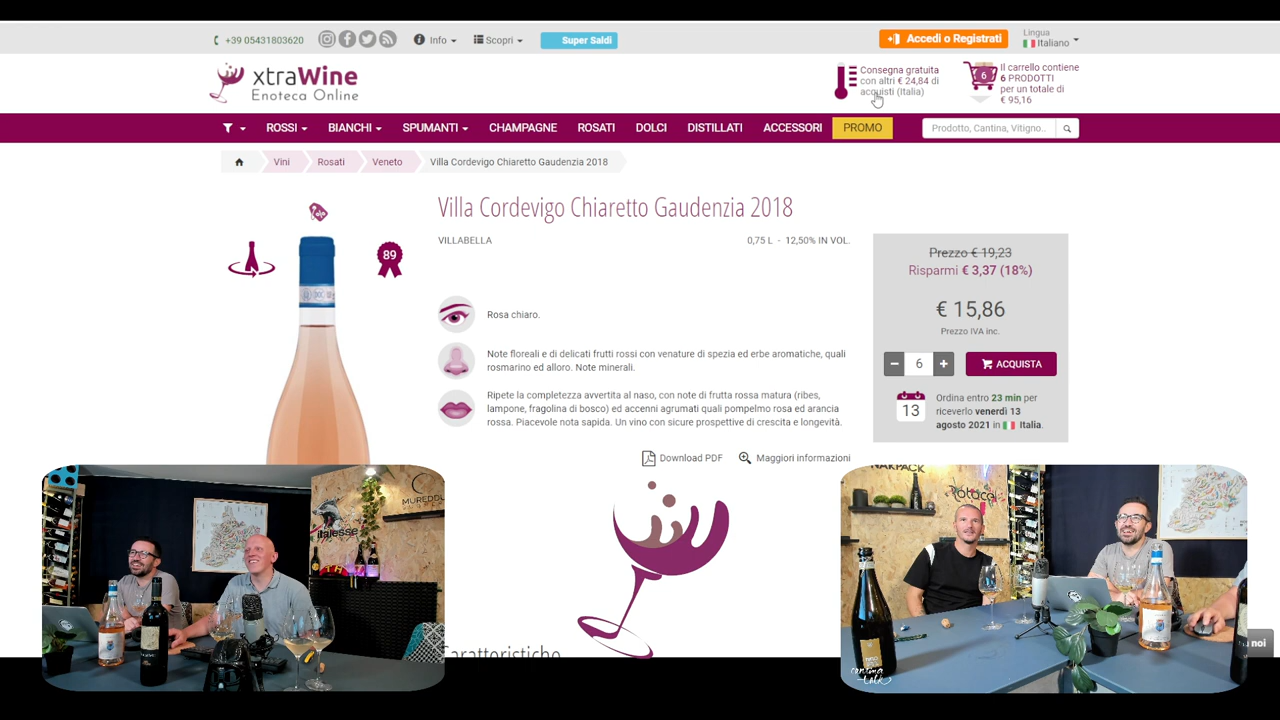 +39 05431803620
Info
Scopri
Super Saldi
Accedi o Registrati
Lingua
Italiano
xtraWine
Enoteca Online
Consegna gratuita
con altri € 24,84 di
acquisti (Italia)
6
Il carrello contiene
6 PRODOTTI
per un totale di
€ 95,16
ROSSI
BIANCHI
SPUMANTI
CHAMPAGNE
ROSATI
DOLCI
DISTILLATI
ACCESSORI
PROMO
Prodotto, Cantina, Vitigno..
Vini
Rosati
Veneto
Villa Cordevigo Chiaretto Gaudenzia 2018
Villa Cordevigo Chiaretto Gaudenzia 2018
VILLABELLA
0,75 L - 12,50% IN VOL.
89
Rosa chiaro.
Note floreali e di delicati frutti rossi con venature di spezia ed erbe aromatiche, quali
rosmarino ed alloro. Note minerali.
Ripete la completezza avvertita al naso, con note di frutta rossa matura (ribes,
lampone, fragolina di bosco) ed accenni agrumati quali pompelmo rosa ed arancia
rossa. Piacevole nota sapida. Un vino con sicure prospettive di crescita e longevità.
Download PDF
Maggiori informazioni
Prezzo € 19,23
Risparmi € 3,37 (18%)
€ 15,86
Prezzo IVA inc.
6
ACQUISTA
13
Ordina entro 23 min per
riceverlo venerdì 13
agosto 2021 in Italia.
Caratteristiche
noi
MUREDDU
italesse